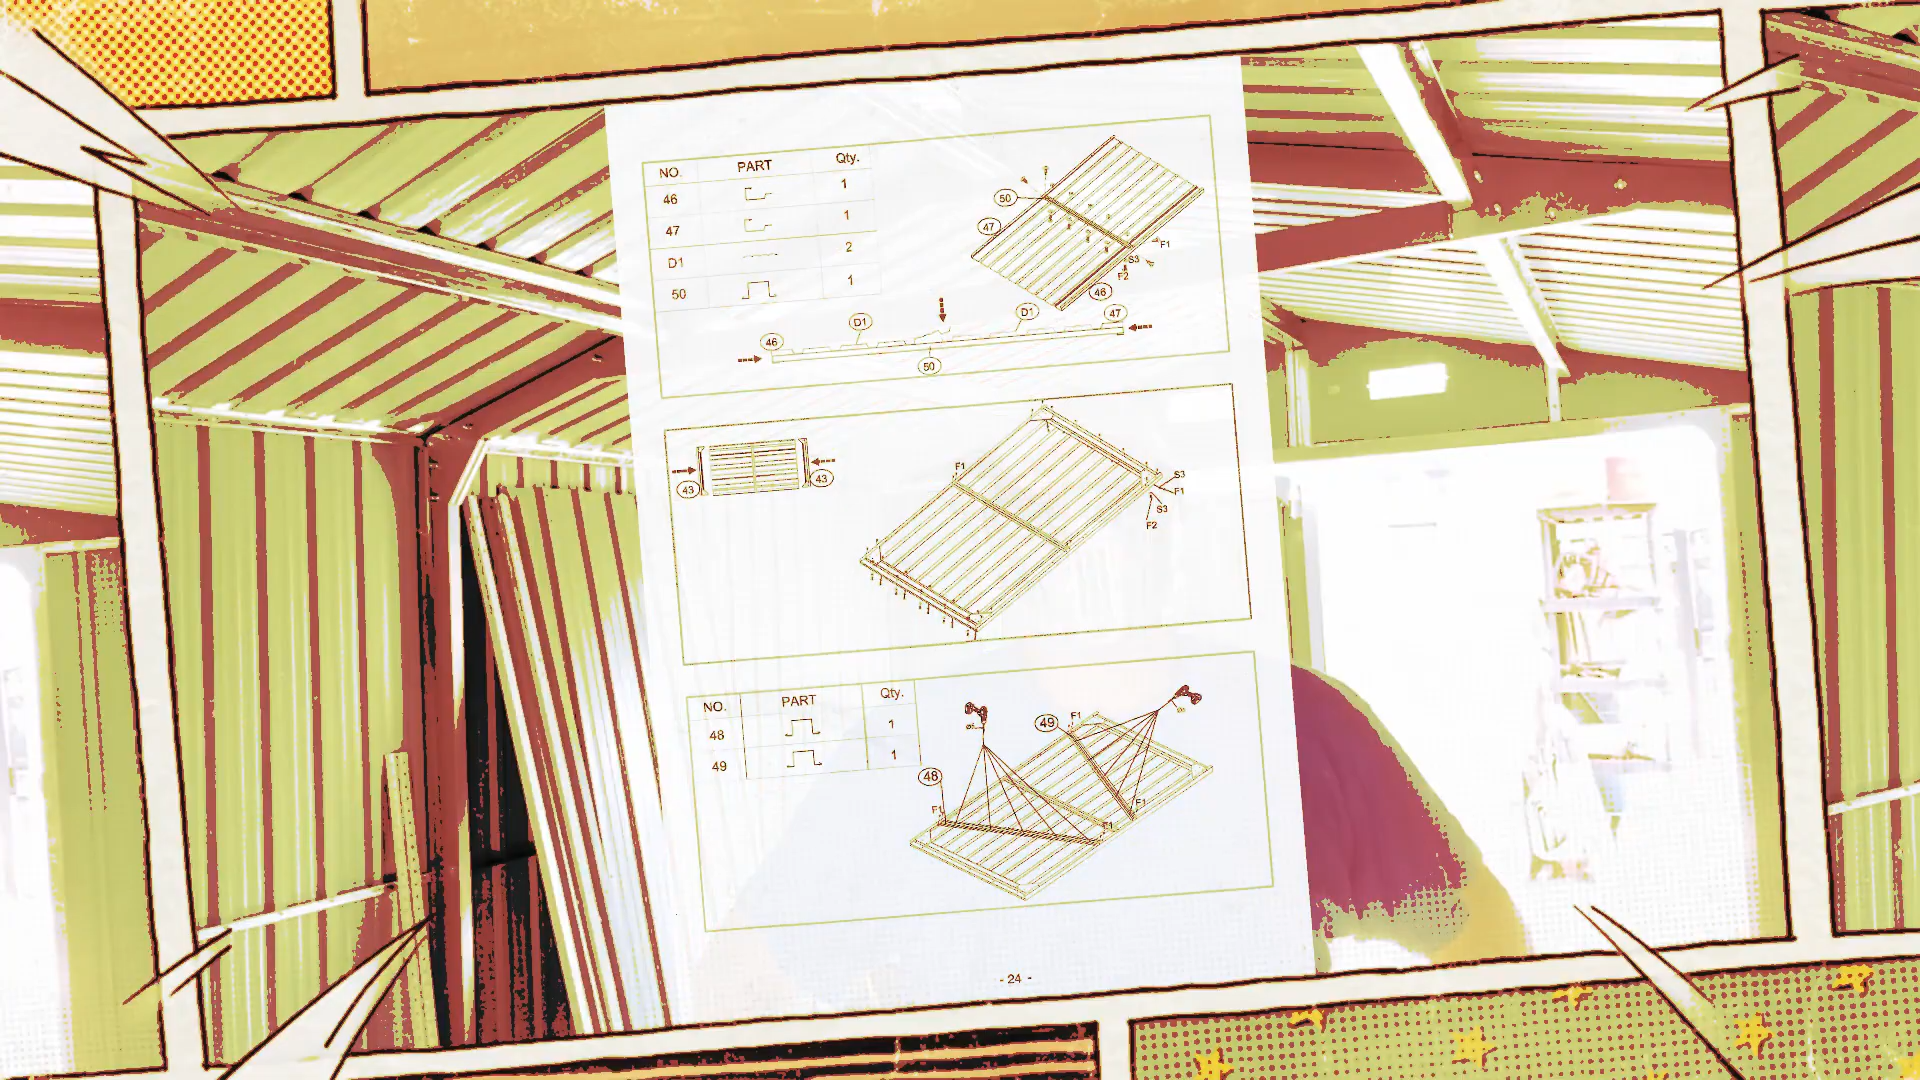 NO. PART Qty.
46 1
47 1
D1 2
50 1
50
47
F1
S3
F2
46
46 D1 D1 47
50
43 43
F1
S3
F1
S3
F2
NO. PART Qty.
48 1
49 1
49 F1
48
F1
F1
- 24 -